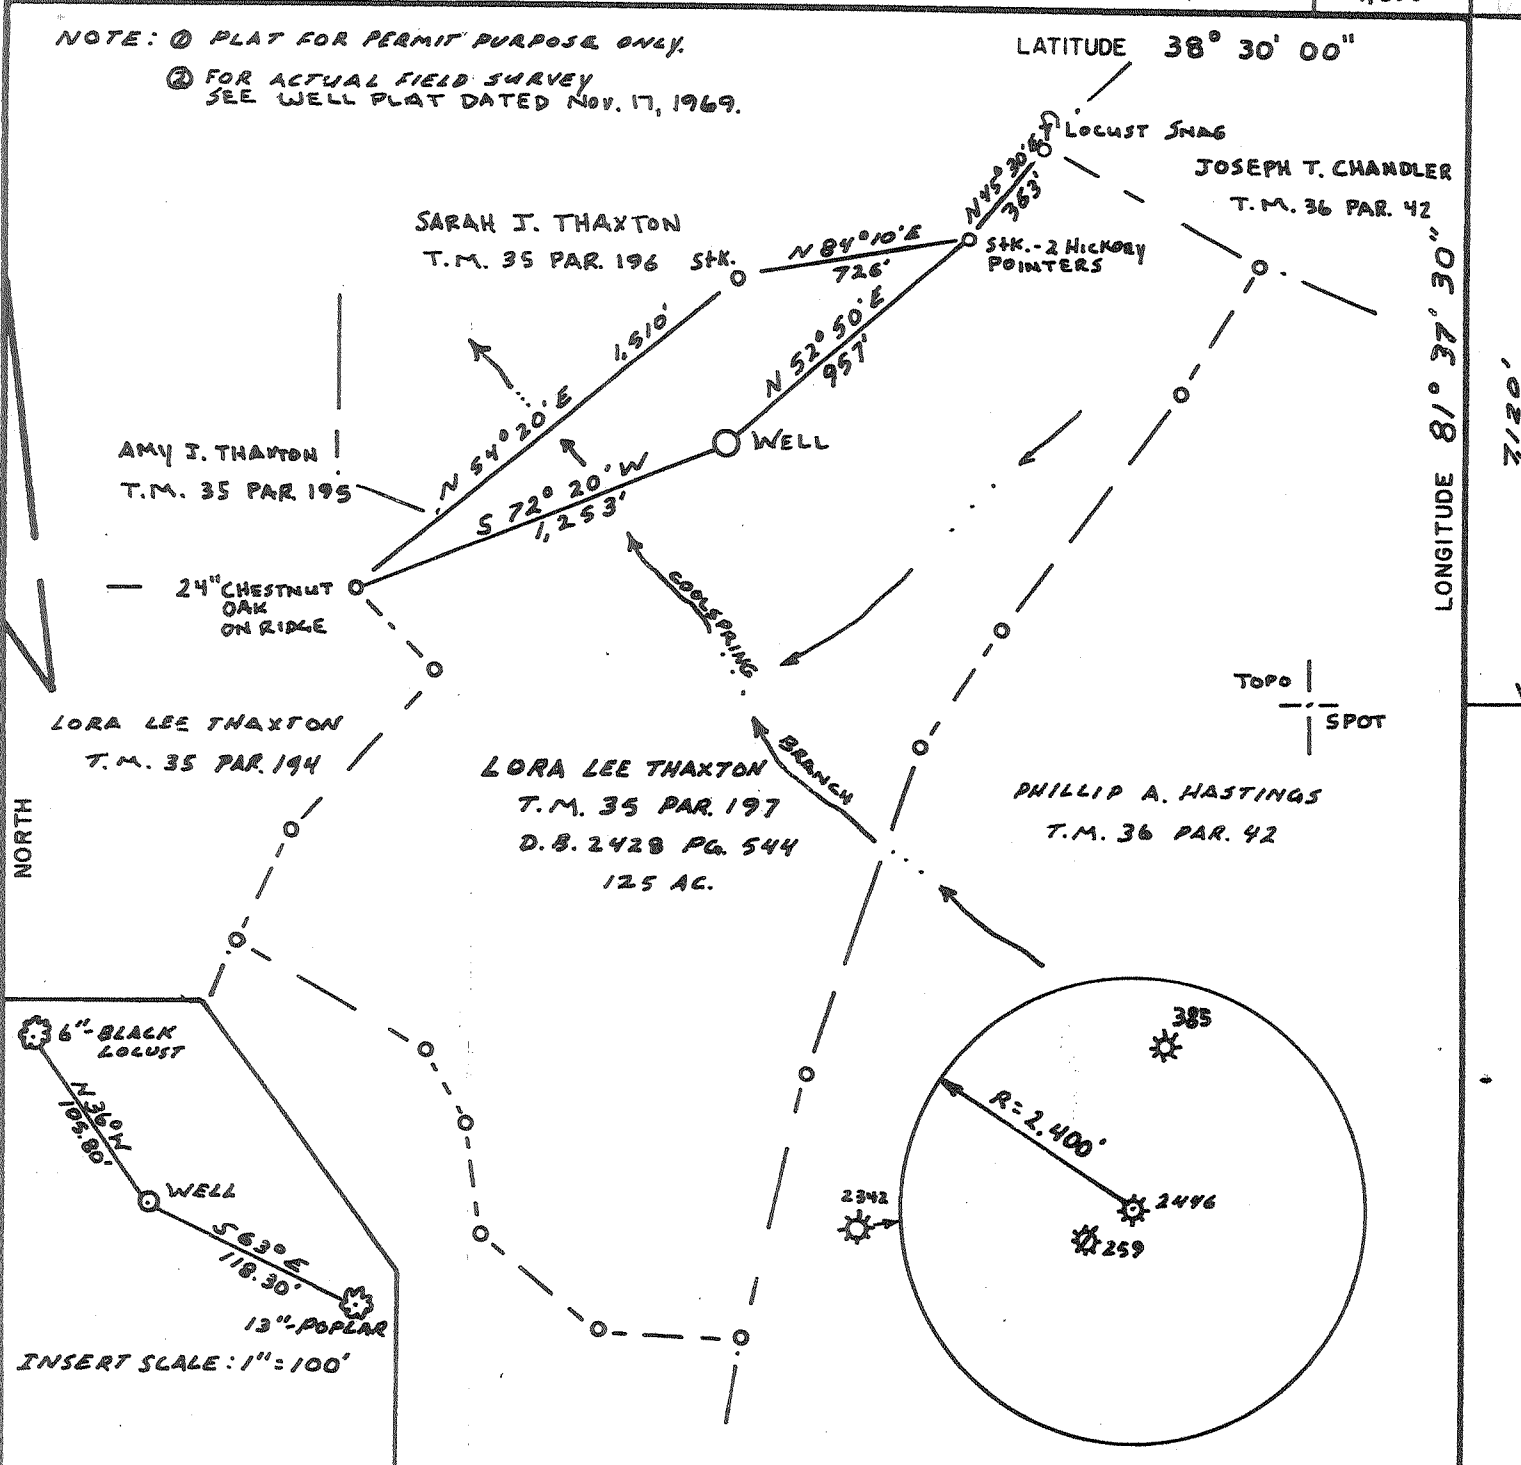 NOTE: ① PLAT FOR PERMIT PURPOSE ONLY.
② FOR ACTUAL FIELD SURVEY
SEE WELL PLAT DATED NOV. 17, 1969.
LATITUDE 38° 30' 00"
LOCUST SNAG
JOSEPH T. CHANDLER
T.M. 36 PAR. 42
N 45° 30' E
363'
SARAH J. THAXTON
T.M. 35 PAR. 196
StK.
N 84° 10' E
726'
StK.-2 HICKORY
POINTERS
LONGITUDE 81° 37' 30"
7120'
1,510'
N 54° 20' E
N 52° 50' E
957'
WELL
AMY J. THAXTON
T.M. 35 PAR 195
S 72° 20' W
1,253'
24" CHESTNUT
OAK
ON RIDGE
COOLSPRING
BRANCH
TOPO
SPOT
LORA LEE THAXTON
T.M. 35 PAR. 194
LORA LEE THAXTON
T.M. 35 PAR. 197
D.B. 2428 PG. 544
125 AC.
PHILLIP A. HASTINGS
T.M. 36 PAR. 42
NORTH
6"-BLACK
LOCUST
N 36° W
105.80'
WELL
S 63° E
118.30'
13"-POPLAR
INSERT SCALE: 1" = 100'
385
R= 2,400'
2342
2446
259